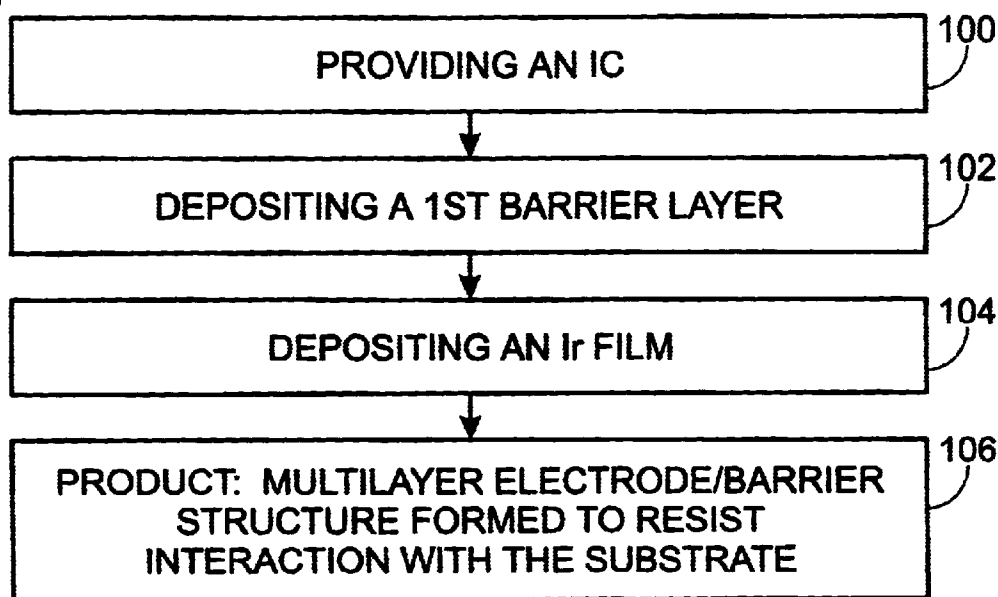 100
PROVIDING AN IC
102
DEPOSITING A 1ST BARRIER LAYER
104
DEPOSITING AN Ir FILM
106
PRODUCT: MULTILAYER ELECTRODE/BARRIER
STRUCTURE FORMED TO RESIST
INTERACTION WITH THE SUBSTRATE